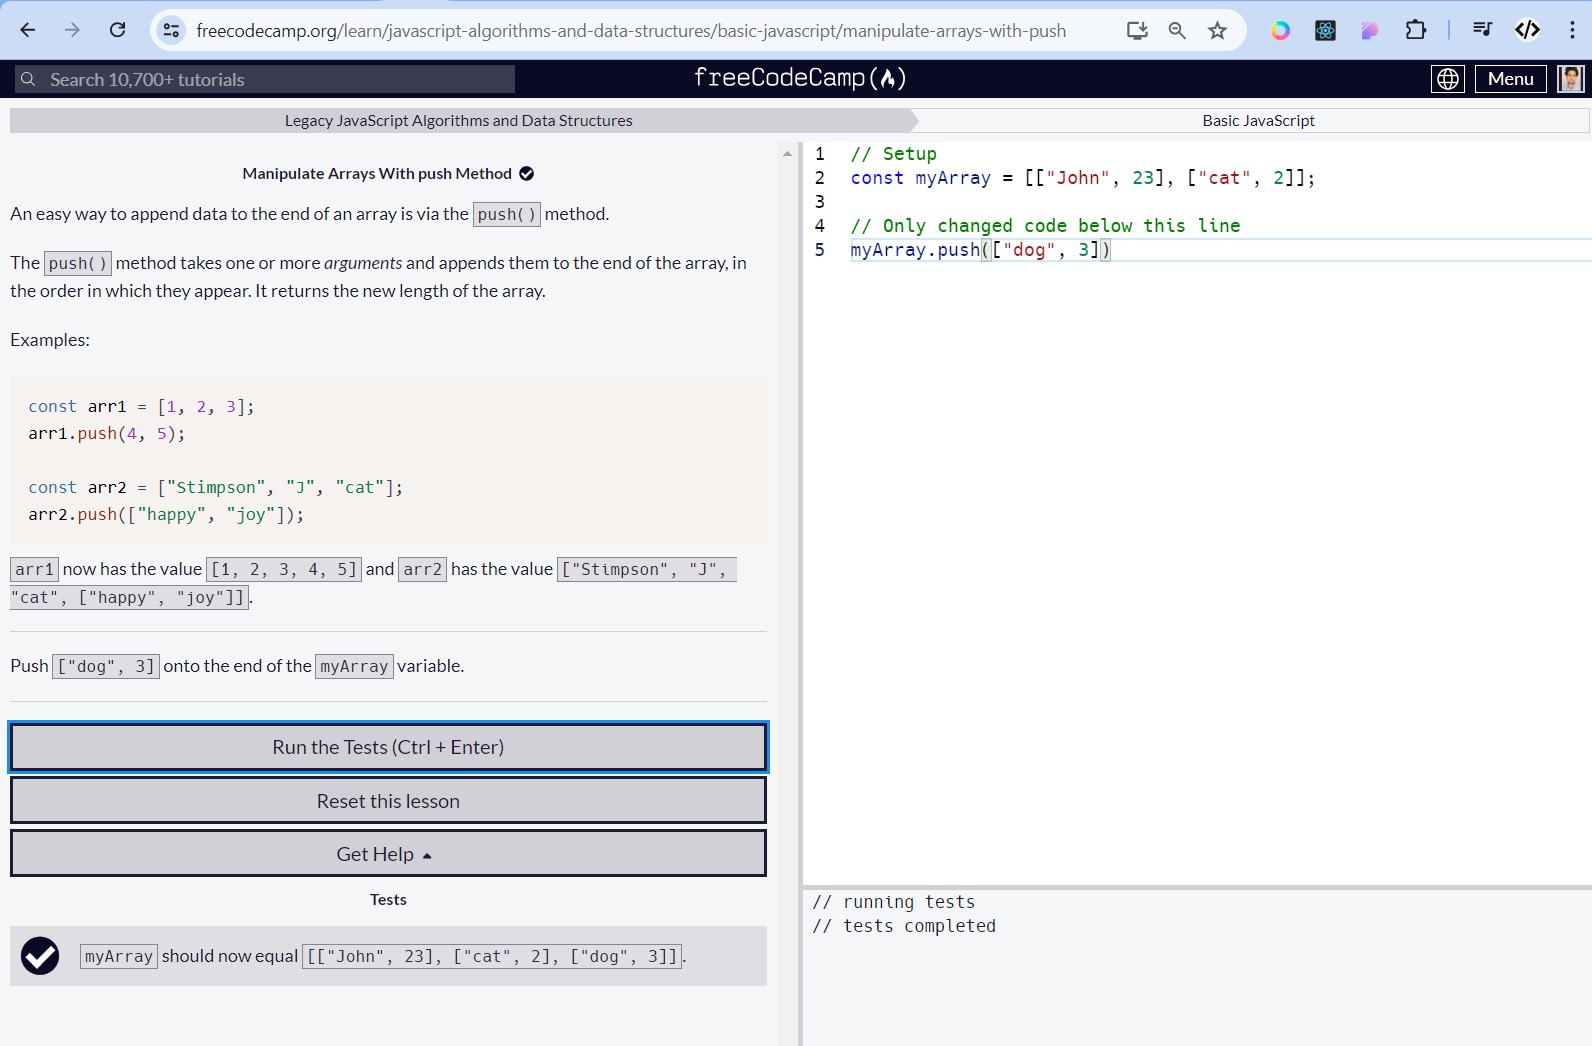 freecodecamp.org/learn/javascript-algorithms-and-data-structures/basic-javascript/manipulate-arrays-with-push
Search 10,700+ tutorials
freeCodeCamp(🔥)
Menu
Legacy JavaScript Algorithms and Data Structures
Basic JavaScript
Manipulate Arrays With push Method
An easy way to append data to the end of an array is via the push() method.
The push() method takes one or more arguments and appends them to the end of the array, in
the order in which they appear. It returns the new length of the array.
Examples:
const arr1 = [1, 2, 3];
arr1.push(4, 5);
const arr2 = ["Stimpson", "J", "cat"];
arr2.push(["happy", "joy"]);
arr1 now has the value [1, 2, 3, 4, 5] and arr2 has the value ["Stimpson", "J",
"cat", ["happy", "joy"]].
Push ["dog", 3] onto the end of the myArray variable.
Run the Tests (Ctrl + Enter)
Reset this lesson
Get Help
Tests
myArray should now equal [["John", 23], ["cat", 2], ["dog", 3]].
1 // Setup
2 const myArray = [["John", 23], ["cat", 2]];
3
4 // Only changed code below this line
5 myArray.push(["dog", 3])
// running tests
// tests completed